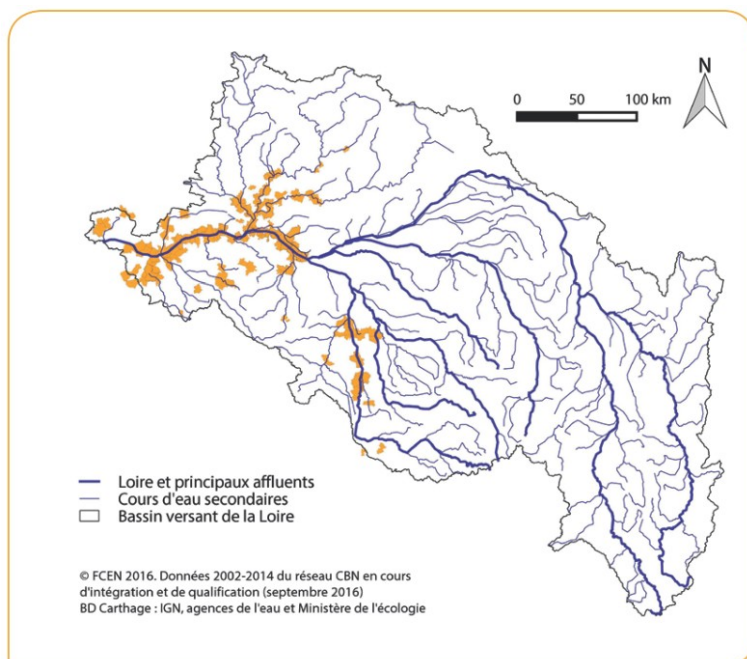 N
0 50 100 km
Loire et principaux affluents
Cours d'eau secondaires
Bassin versant de la Loire
© FCEN 2016. Données 2002-2014 du réseau CBN en cours
d'intégration et de qualification (septembre 2016)
BD Carthage : IGN, agences de l'eau et Ministère de l'écologie